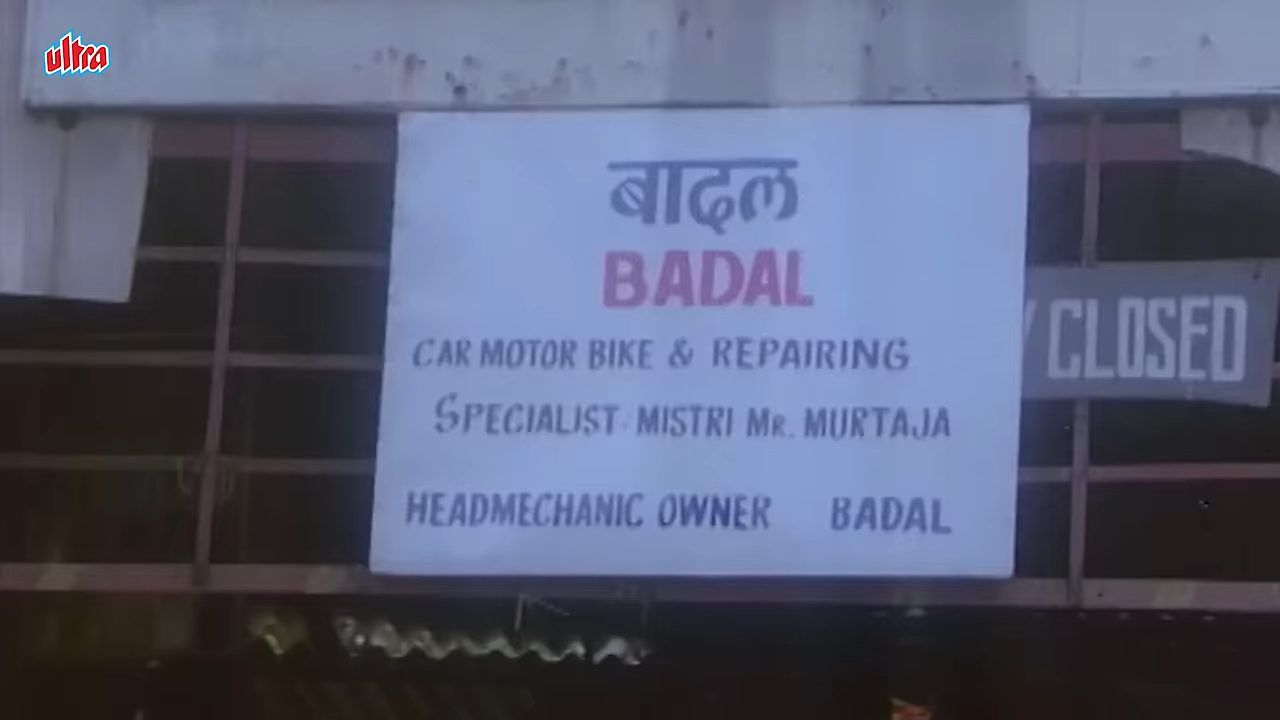 ultra
बादल
BADAL
CAR MOTOR BIKE & REPAIRING
SPECIALIST MISTRI MR. MURTAJA
HEADMECHANIC OWNER BADAL
CLOSED